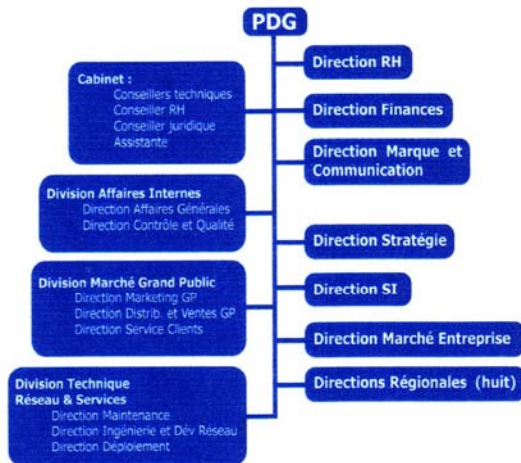 PDG
Cabinet :
Conseillers techniques
Conseiller RH
Conseiller juridique
Assistante
Division Affaires Internes
Direction Affaires Générales
Direction Contrôle et Qualité
Division Marché Grand Public
Direction Marketing GP
Direction Distrib. et Ventes GP
Direction Service Clients
Division Technique
Réseau & Services
Direction Maintenance
Direction Ingénierie et Dév Réseau
Direction Déploiement
Direction RH
Direction Finances
Direction Marque et
Communication
Direction Stratégie
Direction SI
Direction Marché Entreprise
Directions Régionales (huit)